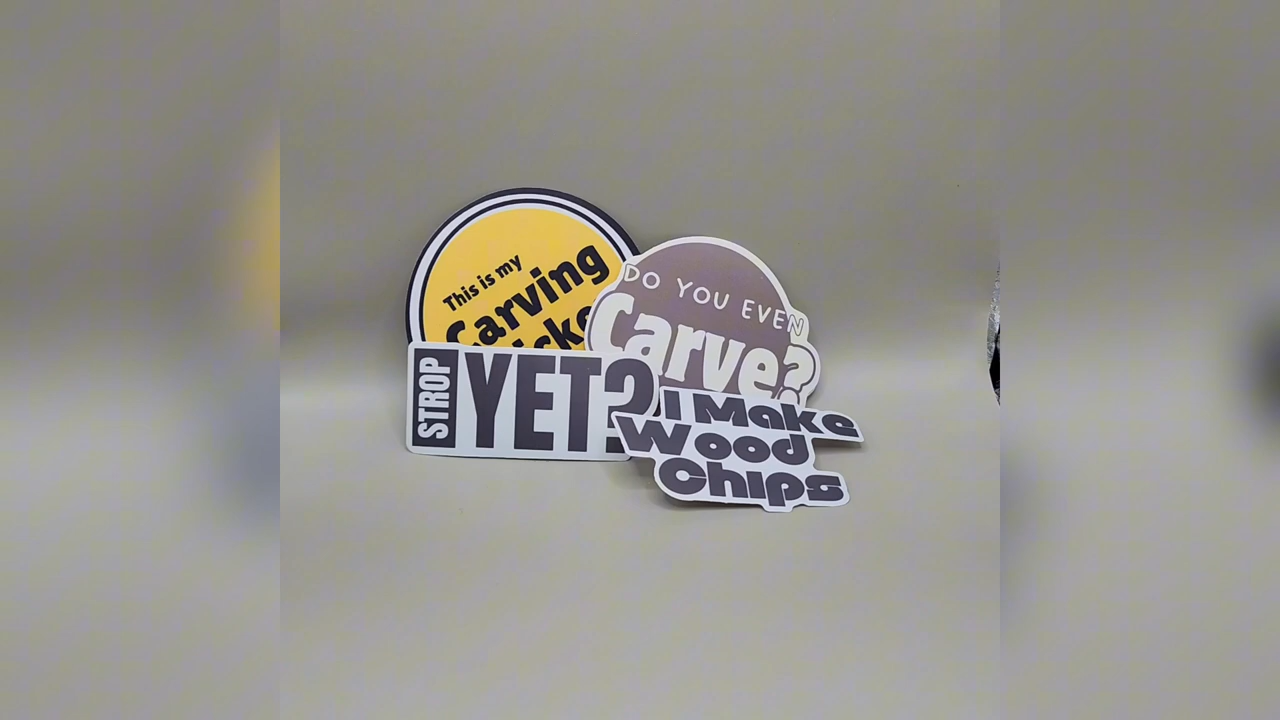 This is my
Carving
DO YOU EVEN
Carve?
STROP
YET?
I Make
Wood
Chips